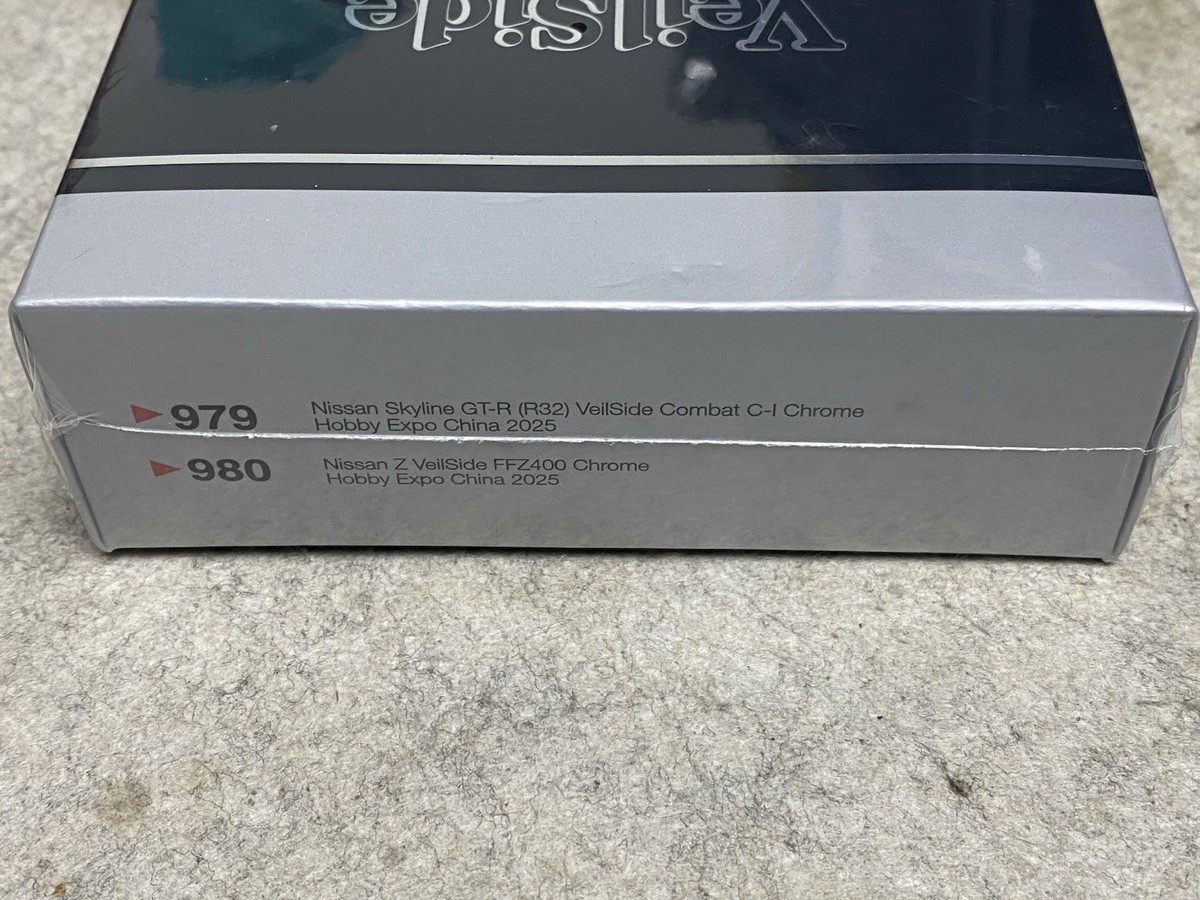 VeilSide
979 Nissan Skyline GT-R (R32) VeilSide Combat C-I Chrome
Hobby Expo China 2025
980 Nissan Z VeilSide FFZ400 Chrome
Hobby Expo China 2025